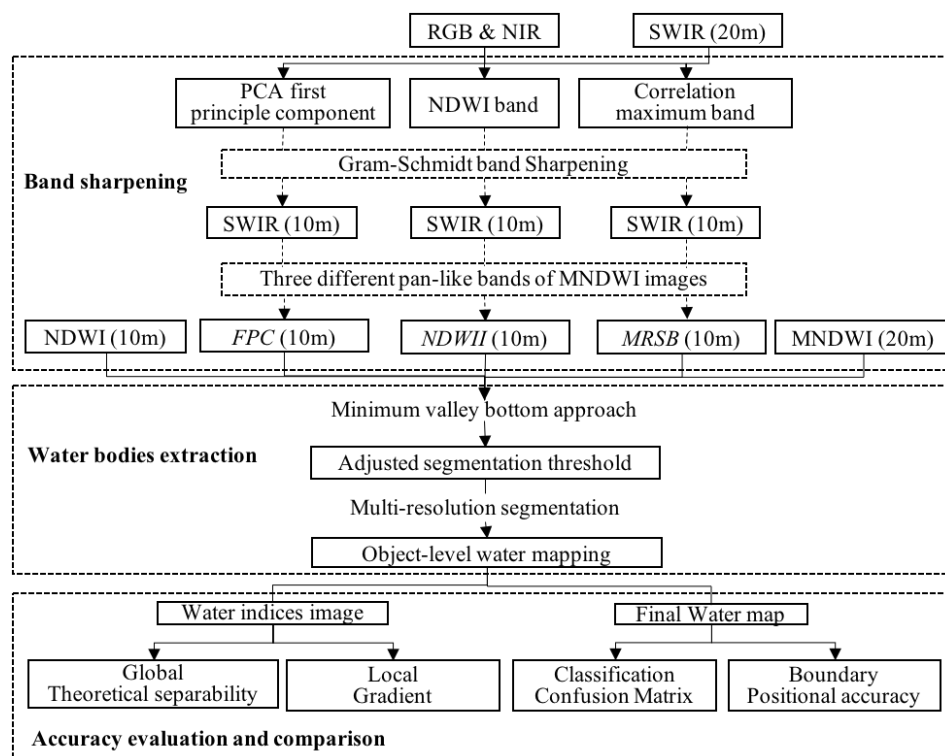 RGB & NIR
SWIR (20m)
PCA first
principle component
NDWI band
Correlation
maximum band
Gram-Schmidt band Sharpening
Band sharpening
SWIR (10m)
SWIR (10m)
SWIR (10m)
Three different pan-like bands of MNDWI images
NDWI (10m)
FPC (10m)
NDWII (10m)
MRSB (10m)
MNDWI (20m)
Minimum valley bottom approach
Water bodies extraction
Adjusted segmentation threshold
Multi-resolution segmentation
Object-level water mapping
Water indices image
Final Water map
Global
Theoretical separability
Local
Gradient
Classification
Confusion Matrix
Boundary
Positional accuracy
Accuracy evaluation and comparison